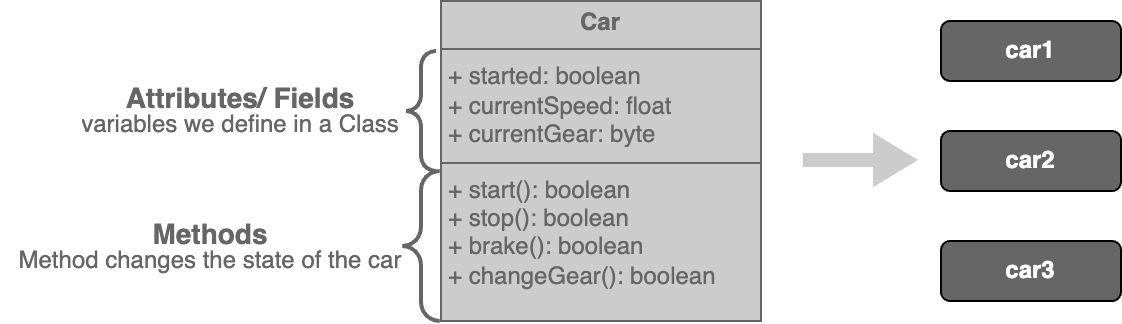 Car
Attributes/ Fields
variables we define in a Class
+ started: boolean
+ currentSpeed: float
+ currentGear: byte
Methods
Method changes the state of the car
+ start(): boolean
+ stop(): boolean
+ brake(): boolean
+ changeGear(): boolean
car1
car2
car3